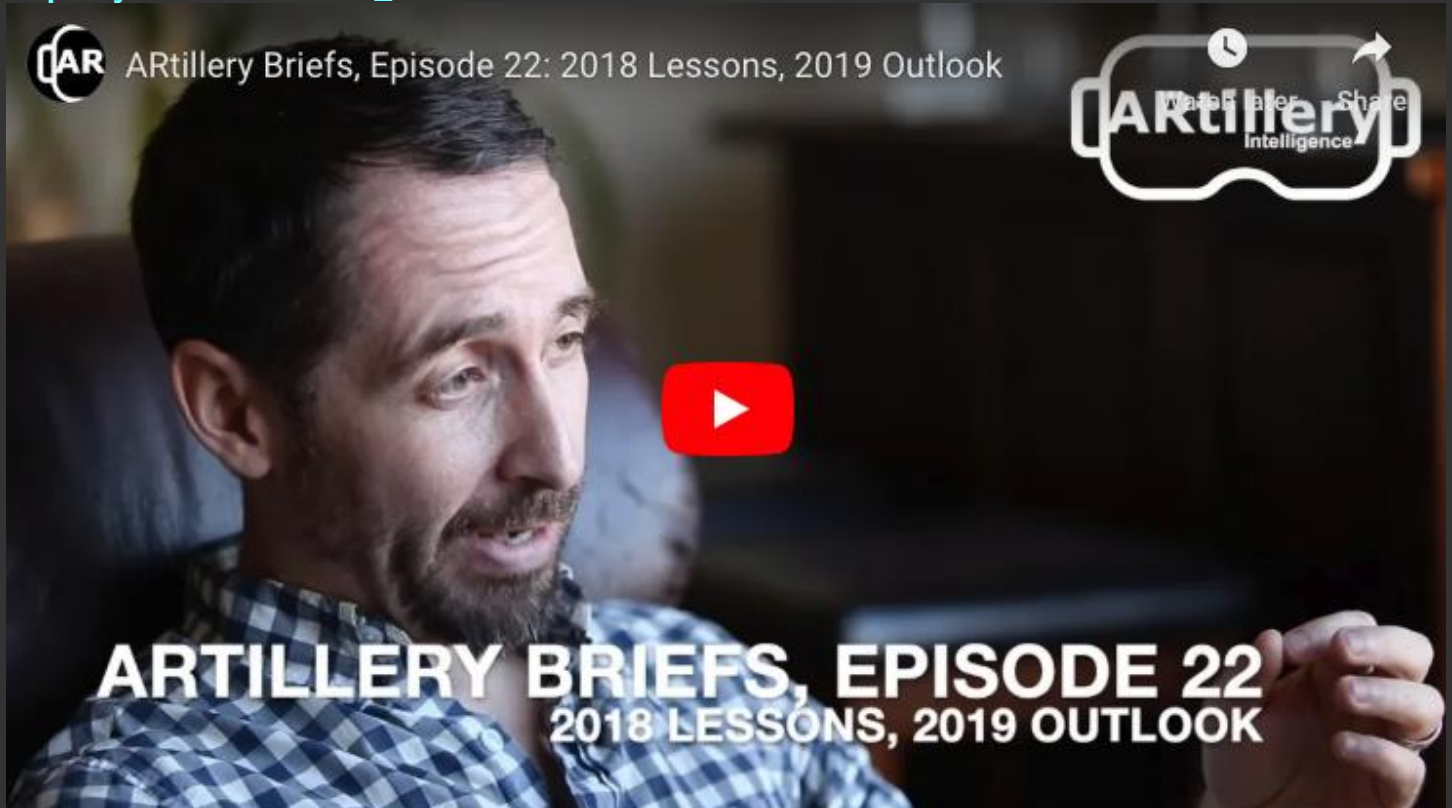 AR
ARtillery Briefs, Episode 22: 2018 Lessons, 2019 Outlook
Watch later
Share
ARtillery
Intelligence
ARTILLERY BRIEFS, EPISODE 22
2018 LESSONS, 2019 OUTLOOK